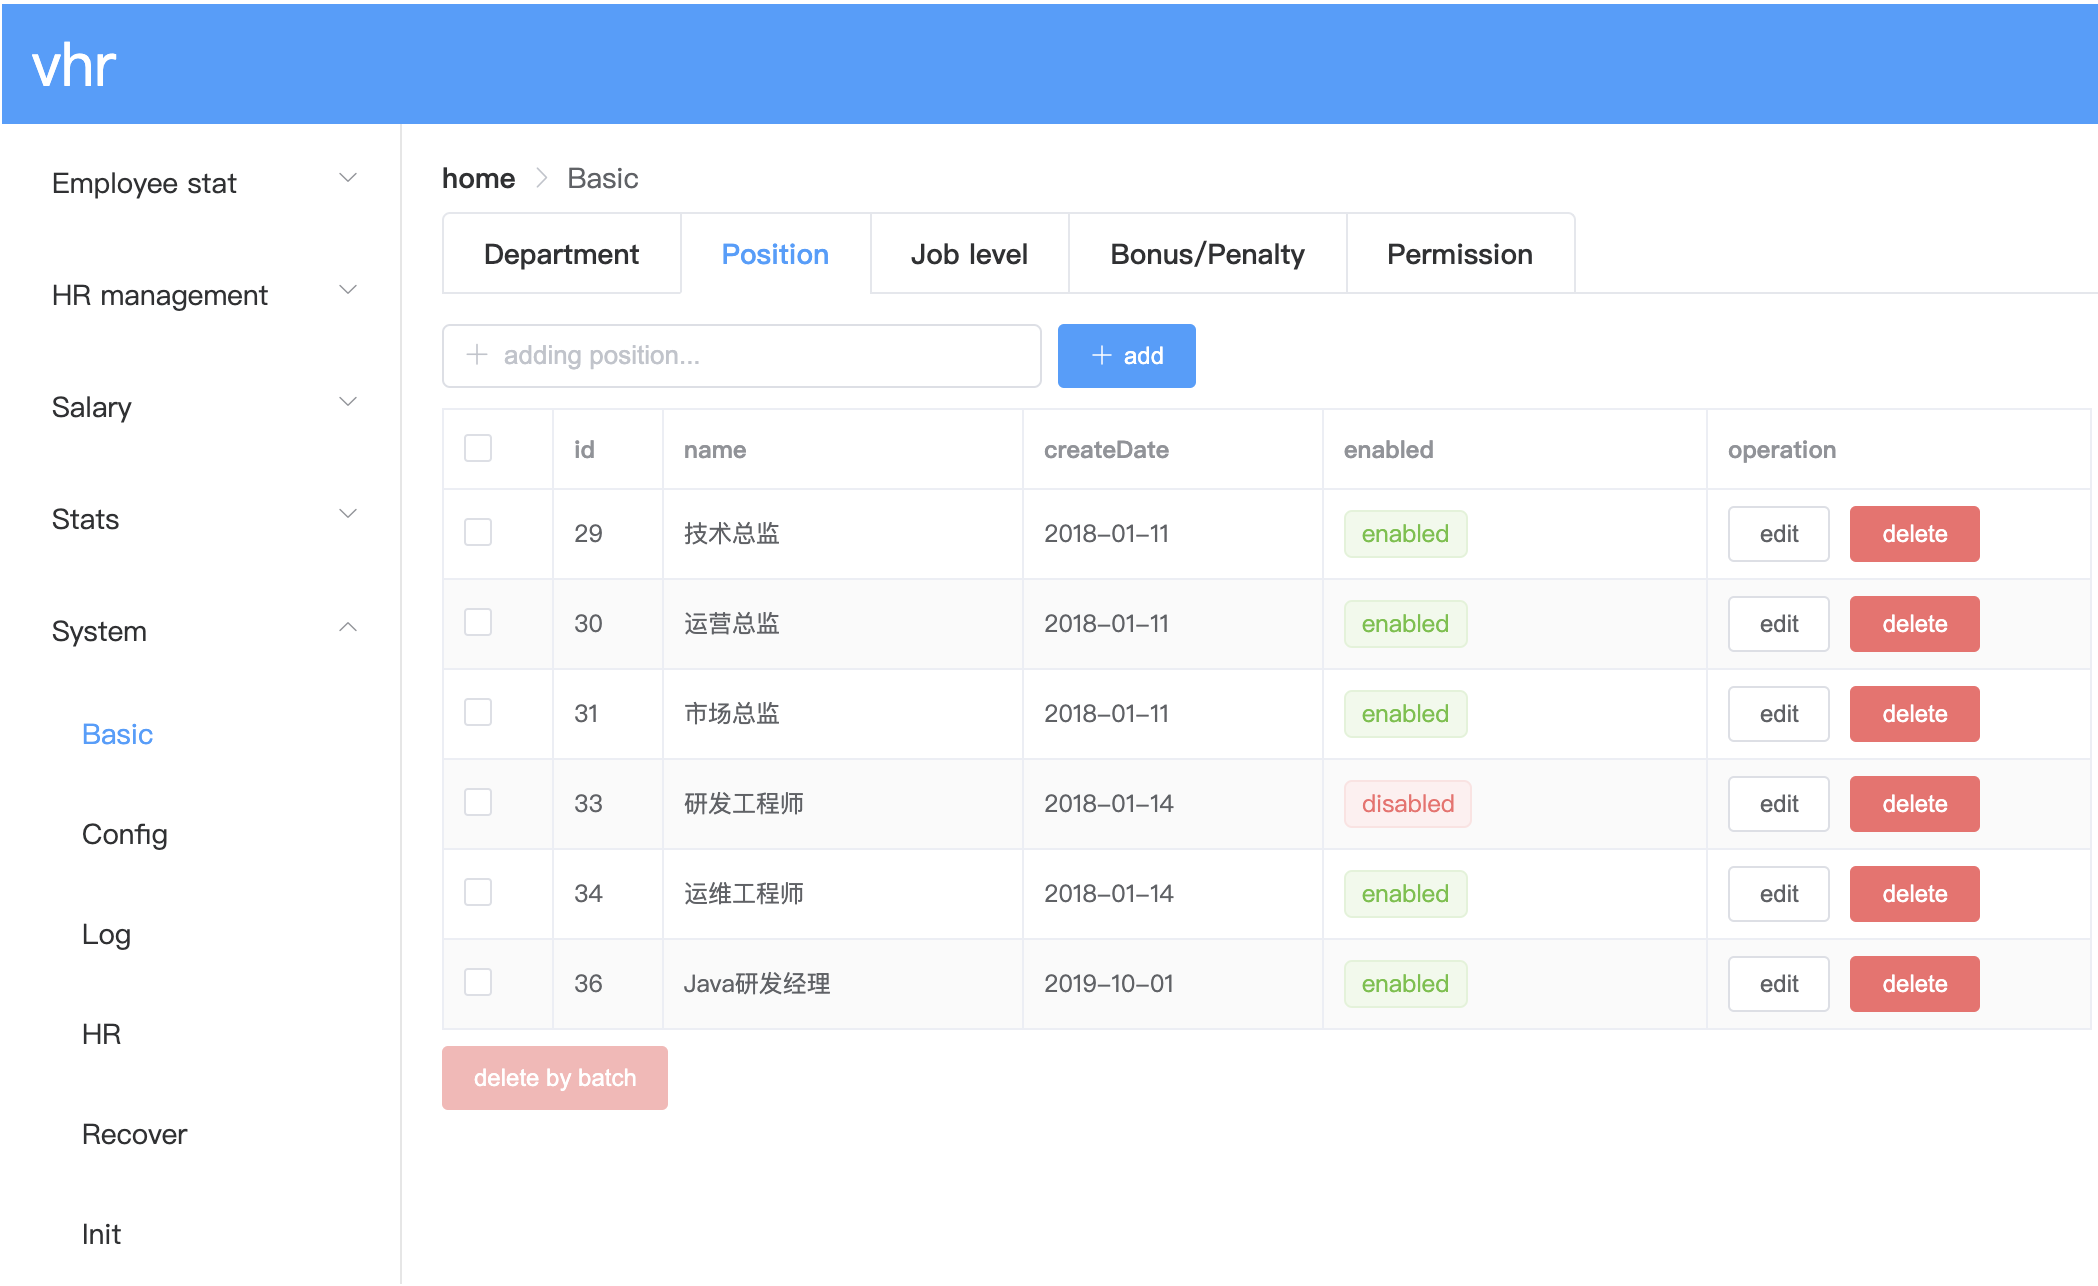 vhr
Employee stat
HR management
Salary
Stats
System
Basic
Config
Log
HR
Recover
Init
home Basic
Department Position Job level Bonus/Penalty Permission
adding position... add
id name createDate enabled operation
29 技术总监 2018-01-11 enabled edit delete
30 运营总监 2018-01-11 enabled edit delete
31 市场总监 2018-01-11 enabled edit delete
33 研发工程师 2018-01-14 disabled edit delete
34 运维工程师 2018-01-14 enabled edit delete
36 Java研发经理 2019-10-01 enabled edit delete
delete by batch